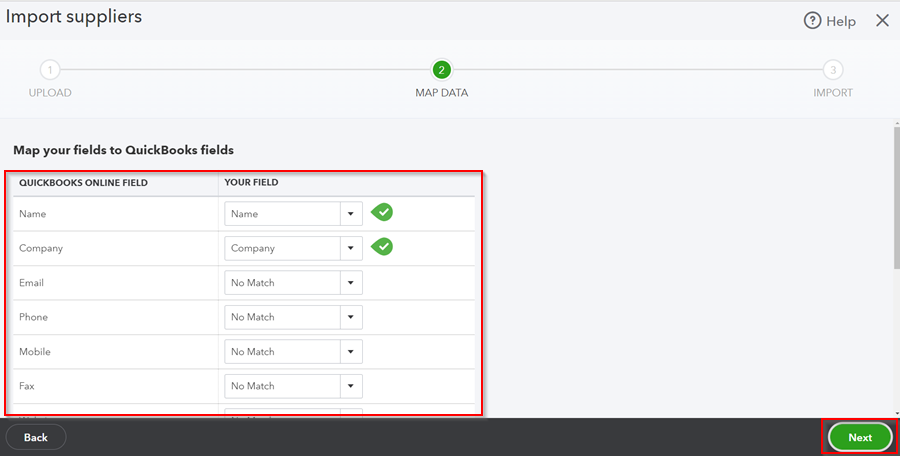 Import suppliers
? Help
1 2 3
UPLOAD MAP DATA IMPORT
Map your fields to QuickBooks fields
QUICKBOOKS ONLINE FIELD YOUR FIELD
Name Name
Company Company
Email No Match
Phone No Match
Mobile No Match
Fax No Match
Back Next